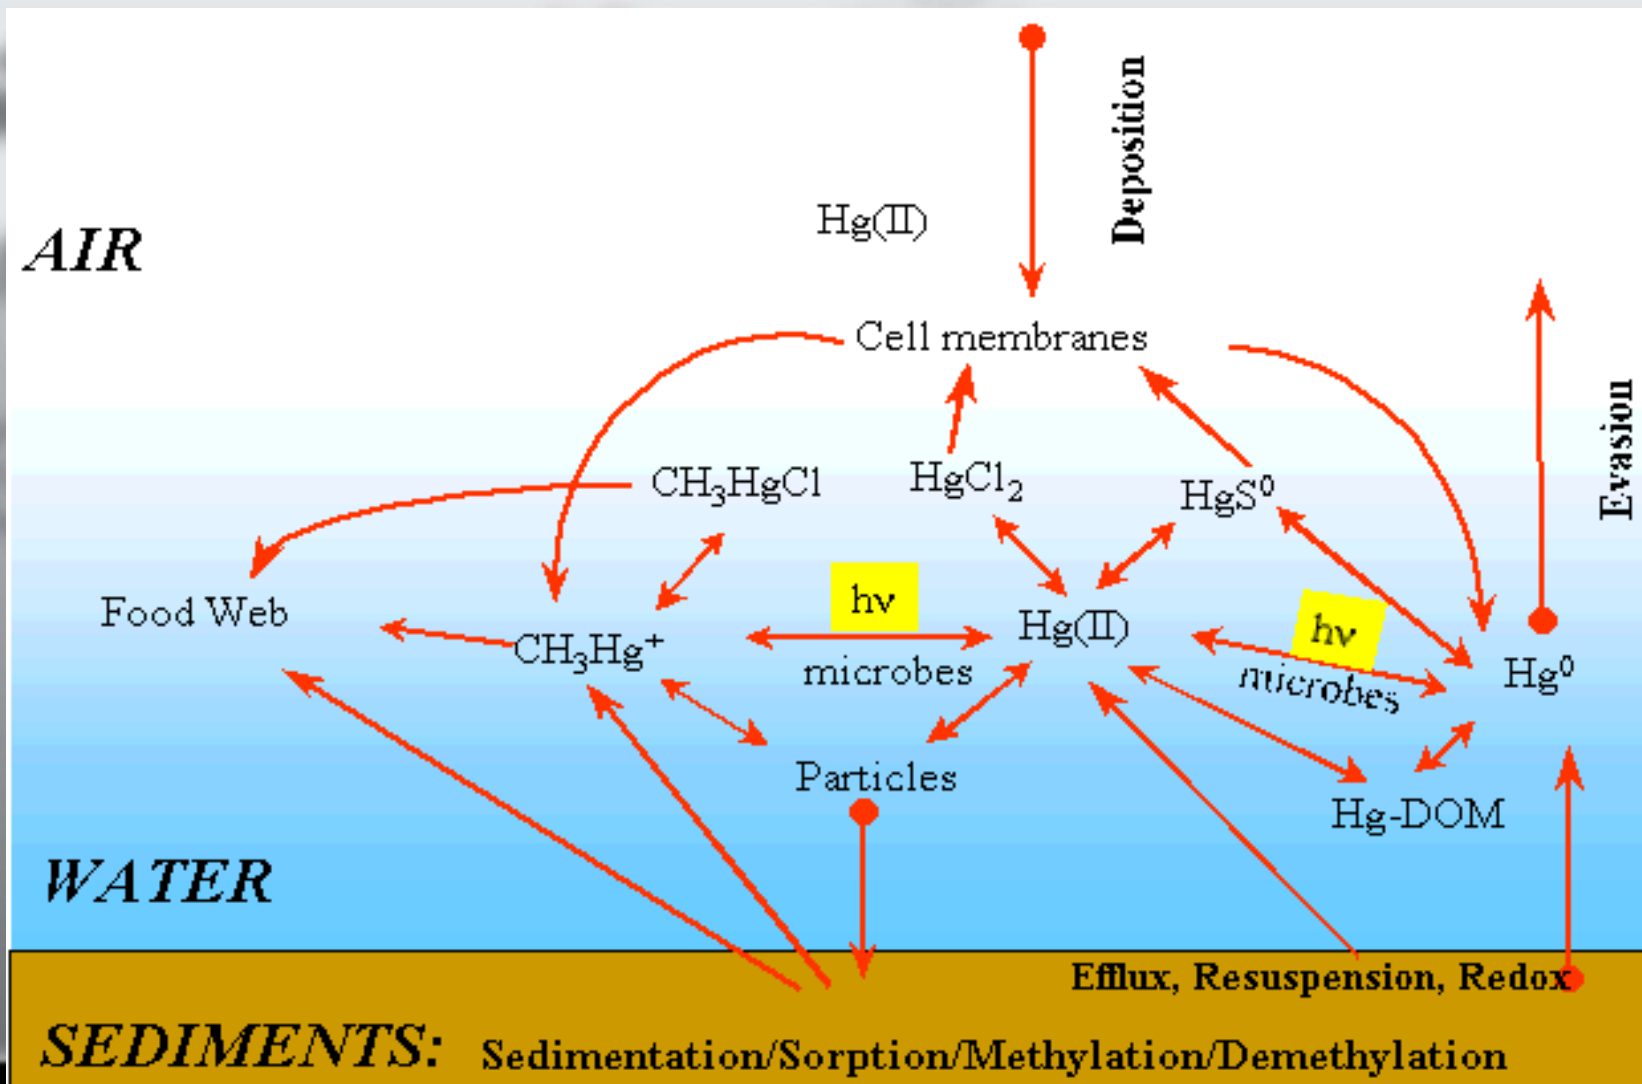 Deposition
Hg(II)
AIR
Cell membranes
Evasion
CH₃HgCl
HgCl₂
HgS⁰
hν
Food Web
Hg(II)
hν
CH₃Hg⁺
microbes
microbes
Hg⁰
Particles
Hg-DOM
WATER
Efflux, Resuspension, Redox
SEDIMENTS: Sedimentation/Sorption/Methylation/Demethylation